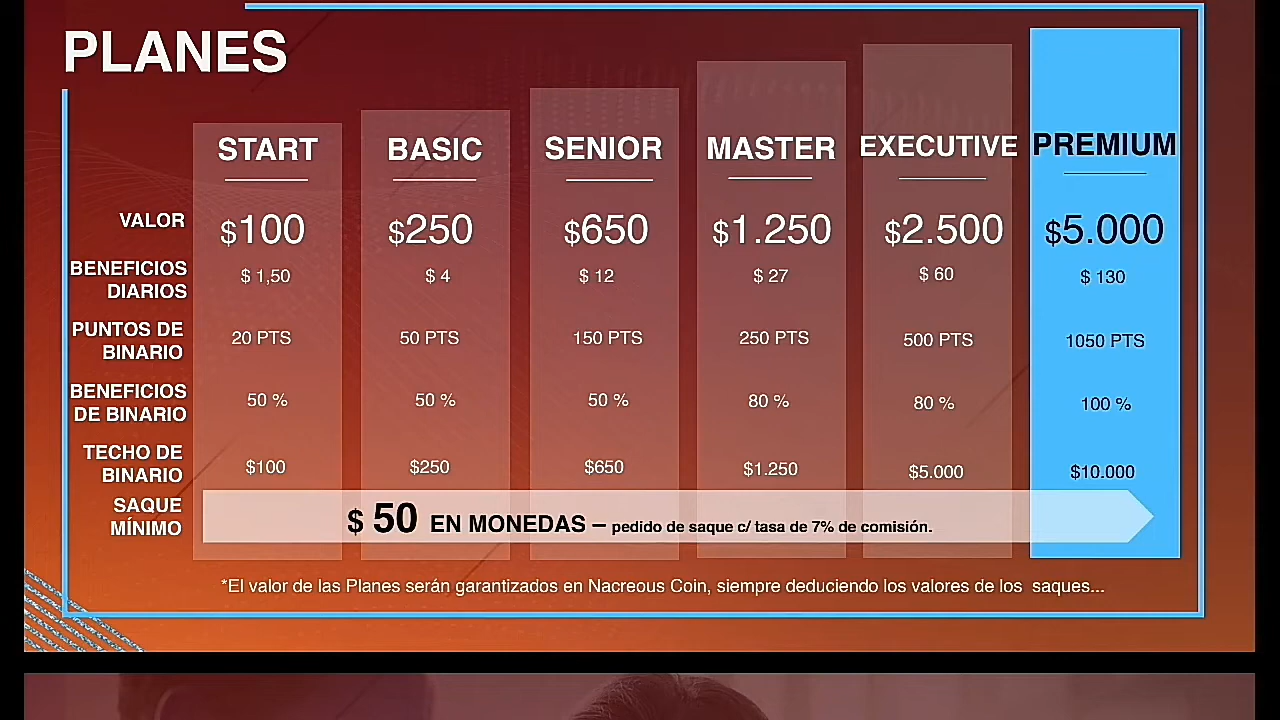 PLANES
START BASIC SENIOR MASTER EXECUTIVE PREMIUM
VALOR $100 $250 $650 $1.250 $2.500 $5.000
BENEFICIOS
DIARIOS $ 1,50 $ 4 $ 12 $ 27 $ 60 $ 130
PUNTOS DE
BINARIO 20 PTS 50 PTS 150 PTS 250 PTS 500 PTS 1050 PTS
BENEFICIOS
DE BINARIO 50 % 50 % 50 % 80 % 80 % 100 %
TECHO DE
BINARIO $100 $250 $650 $1.250 $5.000 $10.000
SAQUE
MÍNIMO $ 50 EN MONEDAS – pedido de saque c/ tasa de 7% de comisión.
*El valor de las Planes serán garantizados en Nacreous Coin, siempre deduciendo los valores de los saques...